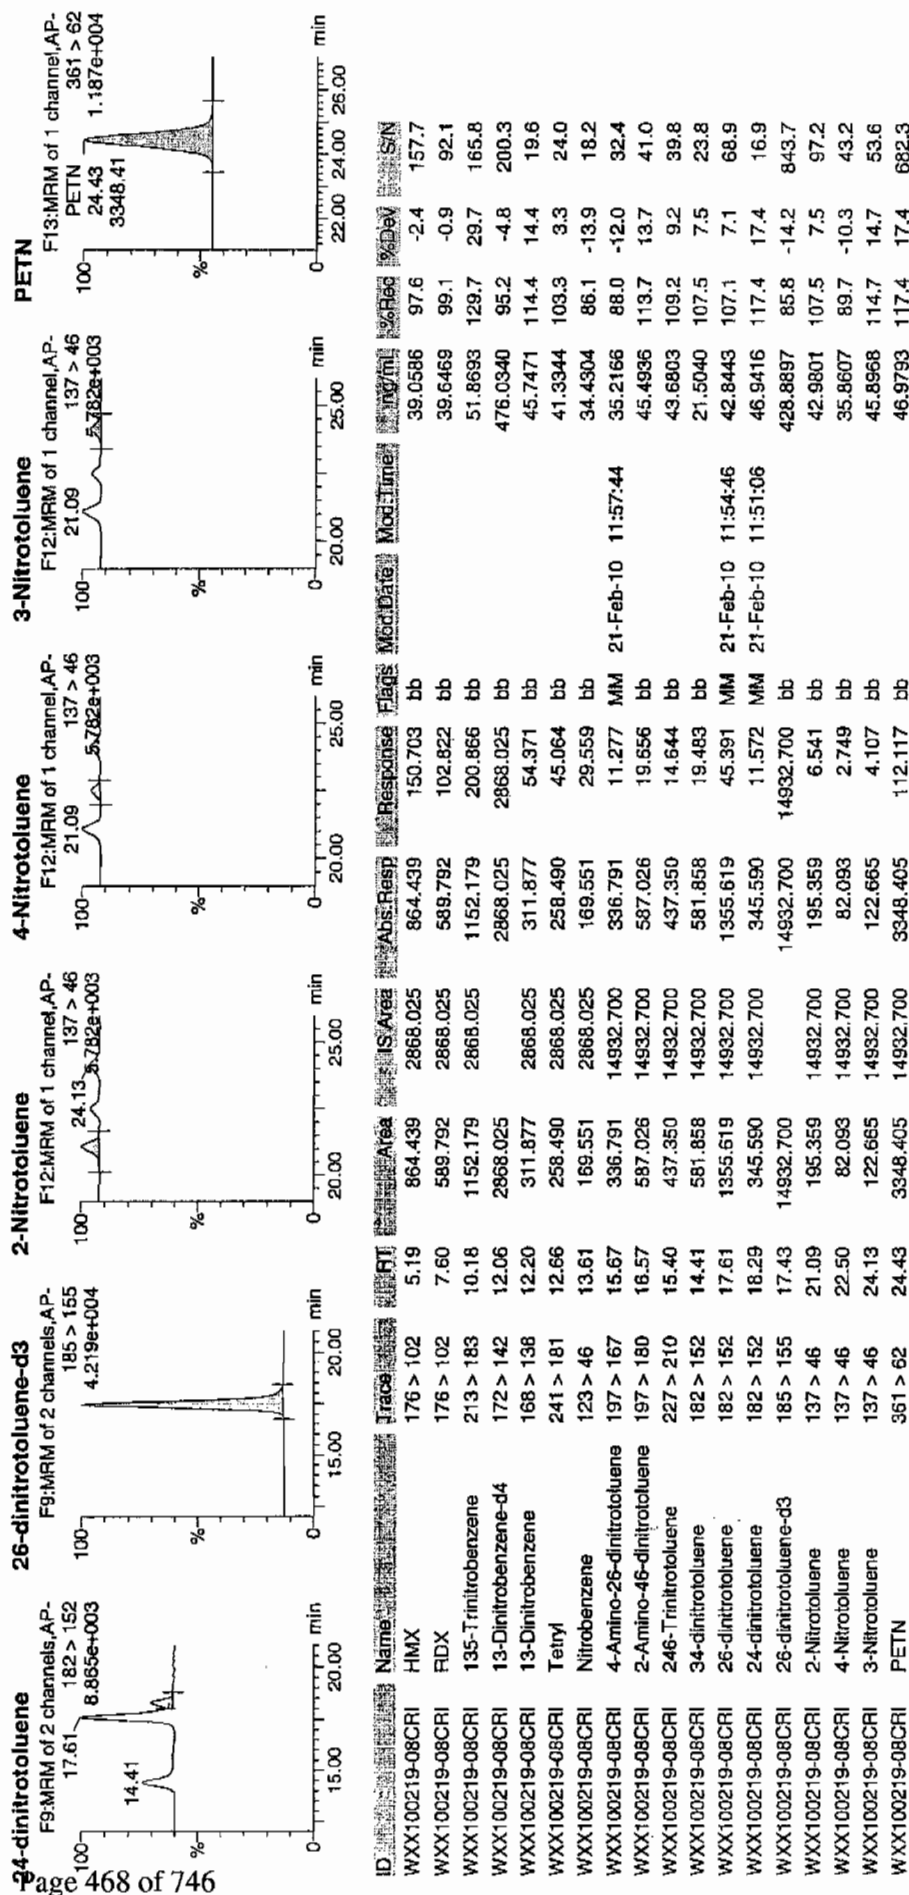 24-dinitrotoluene
F9:MRM of 2 channels,AP-
182 > 152
17.61
8.865e+003
100
14.41
%
0
15.00
20.00
min
26-dinitrotoluene-d3
F9:MRM of 2 channels,AP-
185 > 155
4.219e+004
100
%
0
15.00
20.00
min
2-Nitrotoluene
F12:MRM of 1 channel,AP-
137 > 46
24.13
5.782e+003
100
%
0
20.00
25.00
min
4-Nitrotoluene
F12:MRM of 1 channel,AP-
137 > 46
21.09
5.782e+003
100
%
0
20.00
25.00
min
3-Nitrotoluene
F12:MRM of 1 channel,AP-
137 > 46
21.09
5.782e+003
100
%
0
20.00
25.00
min
PETN
F13:MRM of 1 channel,AP-
PETN
361 > 62
24.43
1.187e+004
3348.41
100
%
0
22.00
24.00
26.00
min
ID Name Trace RT Area IS Area Abs.Resp Response Flags Mod.Date Mod.Time ng/mL %Rec %Dev S/N
WXX100219-08CRI HMX 176 > 102 5.19 864.439 2868.025 864.439 150.703 bb 39.0586 97.6 -2.4 157.7
WXX100219-08CRI RDX 176 > 102 7.60 589.792 2868.025 589.792 102.822 bb 39.6469 99.1 -0.9 92.1
WXX100219-08CRI 135-Trinitrobenzene 213 > 183 10.18 1152.179 2868.025 1152.179 200.866 bb 51.8693 129.7 29.7 165.8
WXX100219-08CRI 13-Dinitrobenzene-d4 172 > 142 12.06 2868.025 2868.025 2868.025 bb 476.0340 95.2 -4.8 200.3
WXX100219-08CRI 13-Dinitrobenzene 168 > 138 12.20 311.877 2868.025 311.877 54.371 bb 45.7471 114.4 14.4 19.6
WXX100219-08CRI Tetryl 241 > 181 12.66 258.490 2868.025 258.490 45.064 bb 41.3344 103.3 3.3 24.0
WXX100219-08CRI Nitrobenzene 123 > 46 13.61 169.551 2868.025 169.551 29.559 bb 34.4304 86.1 -13.9 18.2
WXX100219-08CRI 4-Amino-26-dinitrotoluene 197 > 167 15.67 336.791 14932.700 336.791 11.277 MM 21-Feb-10 11:57:44 35.2166 88.0 -12.0 32.4
WXX100219-08CRI 2-Amino-46-dinitrotoluene 197 > 180 16.57 587.026 14932.700 587.026 19.656 bb 45.4936 113.7 13.7 41.0
WXX100219-08CRI 246-Trinitrotoluene 227 > 210 15.40 437.350 14932.700 437.350 14.644 bb 43.6803 109.2 9.2 39.8
WXX100219-08CRI 34-dinitrotoluene 182 > 152 14.41 581.858 14932.700 581.858 19.483 bb 21.5040 107.5 7.5 23.8
WXX100219-08CRI 26-dinitrotoluene 182 > 152 17.61 1355.619 14932.700 1355.619 45.391 MM 21-Feb-10 11:54:46 42.8443 107.1 7.1 68.9
WXX100219-08CRI 24-dinitrotoluene 182 > 152 18.29 345.590 14932.700 345.590 11.572 MM 21-Feb-10 11:51:06 46.9416 117.4 17.4 16.9
WXX100219-08CRI 26-dinitrotoluene-d3 185 > 155 17.43 14932.700 14932.700 14932.700 bb 428.8897 85.8 -14.2 843.7
WXX100219-08CRI 2-Nitrotoluene 137 > 46 21.09 195.359 14932.700 195.359 6.541 bb 42.9801 107.5 7.5 97.2
WXX100219-08CRI 4-Nitrotoluene 137 > 46 22.50 82.093 14932.700 82.093 2.749 bb 35.8607 89.7 -10.3 43.2
WXX100219-08CRI 3-Nitrotoluene 137 > 46 24.13 122.665 14932.700 122.665 4.107 bb 45.8968 114.7 14.7 53.6
WXX100219-08CRI PETN 361 > 62 24.43 3348.405 14932.700 3348.405 112.117 bb 46.9793 117.4 17.4 682.3
Page 468 of 746